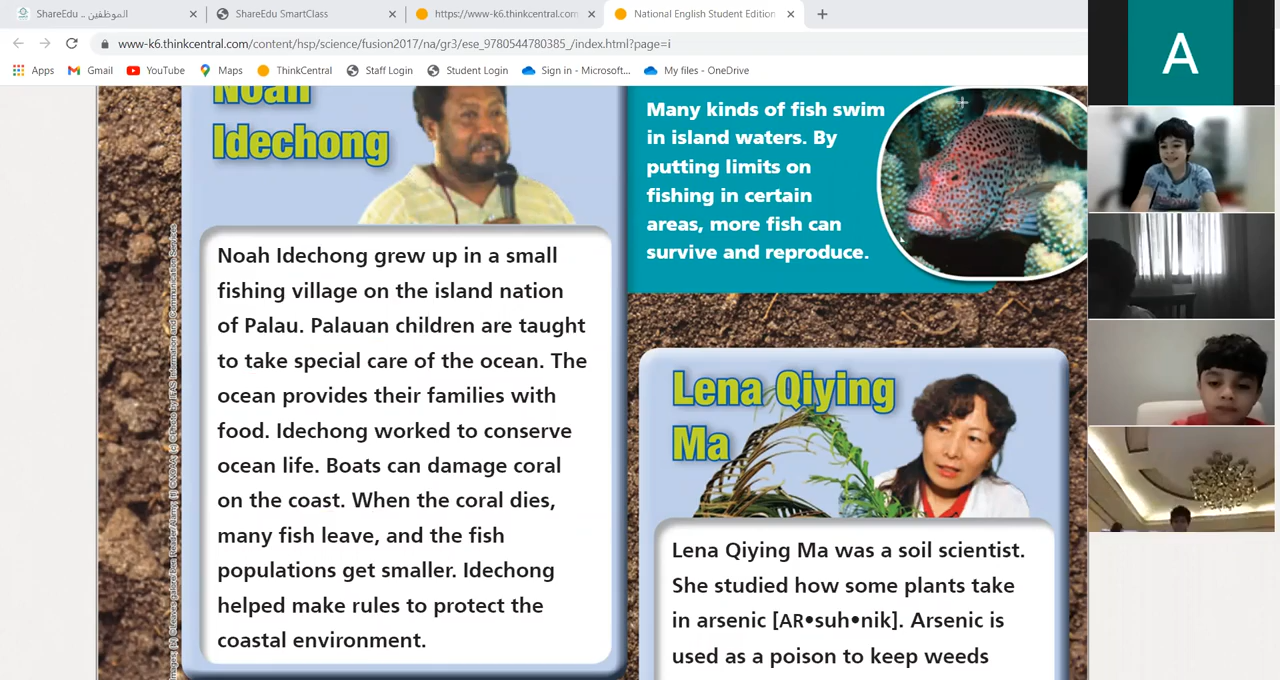 ShareEdu .. الموظفين
ShareEdu SmartClass
https://www-k6.thinkcentral.com
National English Student Edition
www-k6.thinkcentral.com/content/hsp/science/fusion2017/na/gr3/ese_9780544780385_/index.html?page=i
Apps
Gmail
YouTube
Maps
ThinkCentral
Staff Login
Student Login
Sign in - Microsoft...
My files - OneDrive
Noah
Idechong
Noah Idechong grew up in a small
fishing village on the island nation
of Palau. Palauan children are taught
to take special care of the ocean. The
ocean provides their families with
food. Idechong worked to conserve
ocean life. Boats can damage coral
on the coast. When the coral dies,
many fish leave, and the fish
populations get smaller. Idechong
helped make rules to protect the
coastal environment.
Many kinds of fish swim
in island waters. By
putting limits on
fishing in certain
areas, more fish can
survive and reproduce.
Lena Qiying
Ma
Lena Qiying Ma was a soil scientist.
She studied how some plants take
in arsenic [AR•suh•nik]. Arsenic is
used as a poison to keep weeds
A